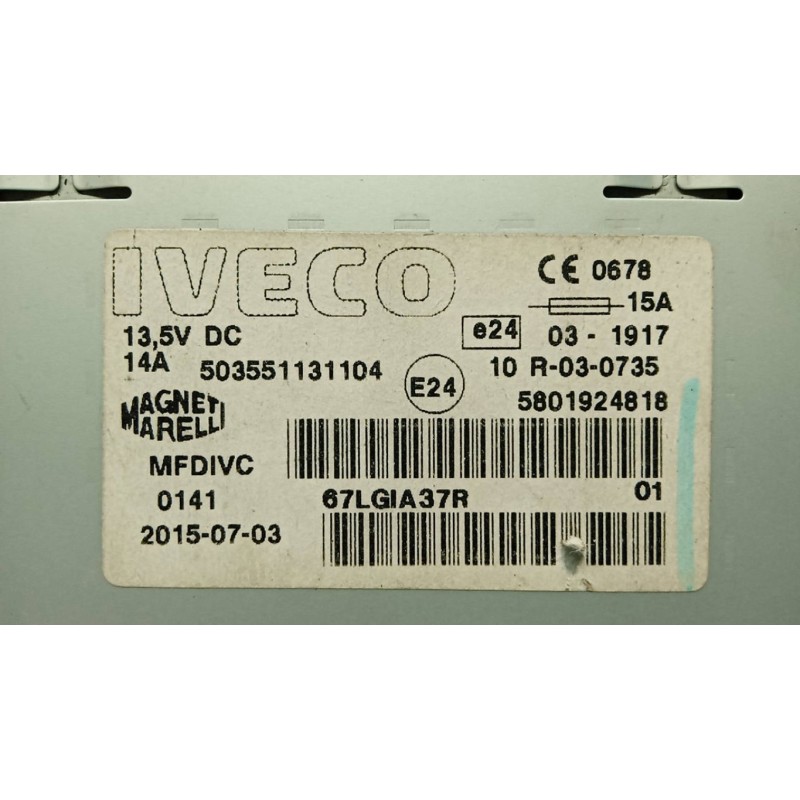 IVECO
CE 0678
15A
13,5V DC
e24 03 - 1917
14A 503551131104
E24 10 R-03-0735
5801924818
MAGNETI
MARELLI
MFDIVC
0141
67LGIA37R 01
2015-07-03